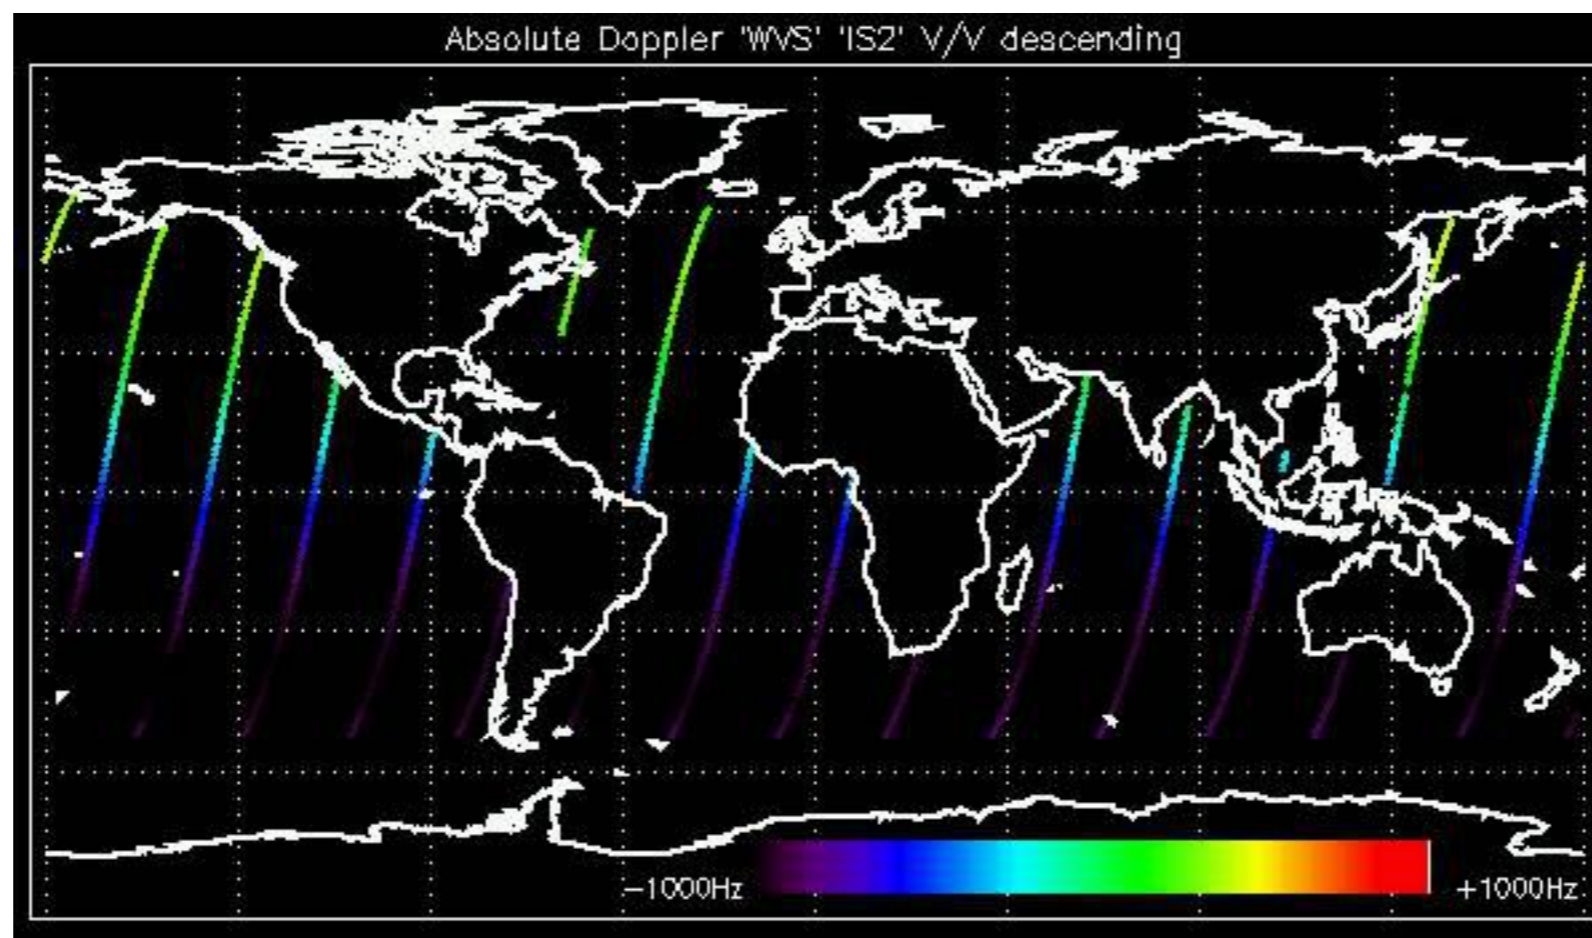 Absolute Doppler 'WVS' 'IS2' V/V descending
-1000Hz +1000Hz